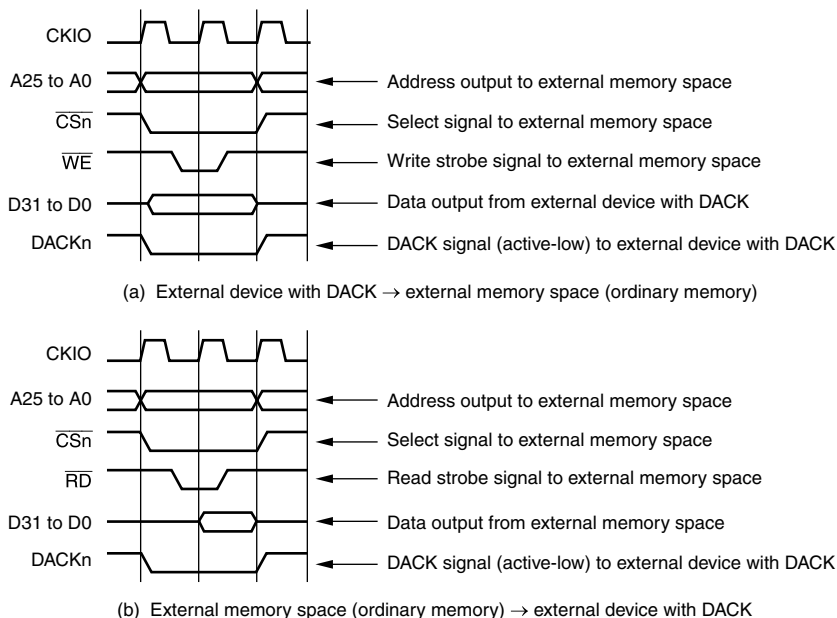 CKIO
A25 to A0 Address output to external memory space
CSn Select signal to external memory space
WE Write strobe signal to external memory space
D31 to D0 Data output from external device with DACK
DACKn DACK signal (active-low) to external device with DACK
(a) External device with DACK → external memory space (ordinary memory)
CKIO
A25 to A0 Address output to external memory space
CSn Select signal to external memory space
RD Read strobe signal to external memory space
D31 to D0 Data output from external memory space
DACKn DACK signal (active-low) to external device with DACK
(b) External memory space (ordinary memory) → external device with DACK